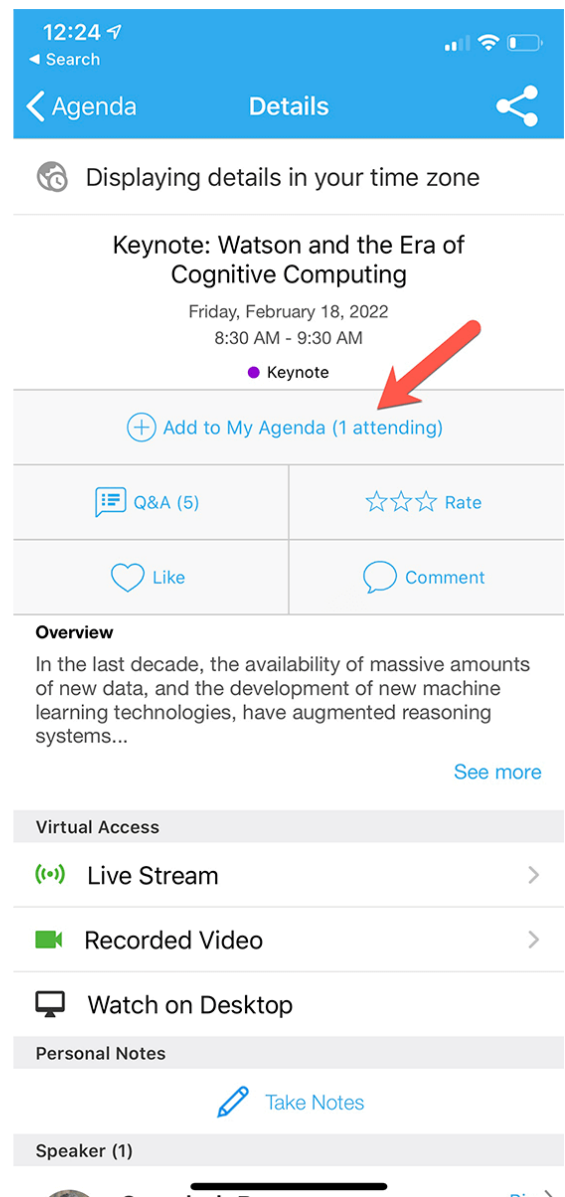 12:24
Search
Agenda
Details
Displaying details in your time zone
Keynote: Watson and the Era of
Cognitive Computing
Friday, February 18, 2022
8:30 AM - 9:30 AM
Keynote
Add to My Agenda (1 attending)
Q&A (5)
Rate
Like
Comment
Overview
In the last decade, the availability of massive amounts
of new data, and the development of new machine
learning technologies, have augmented reasoning
systems...
See more
Virtual Access
Live Stream
Recorded Video
Watch on Desktop
Personal Notes
Take Notes
Speaker (1)